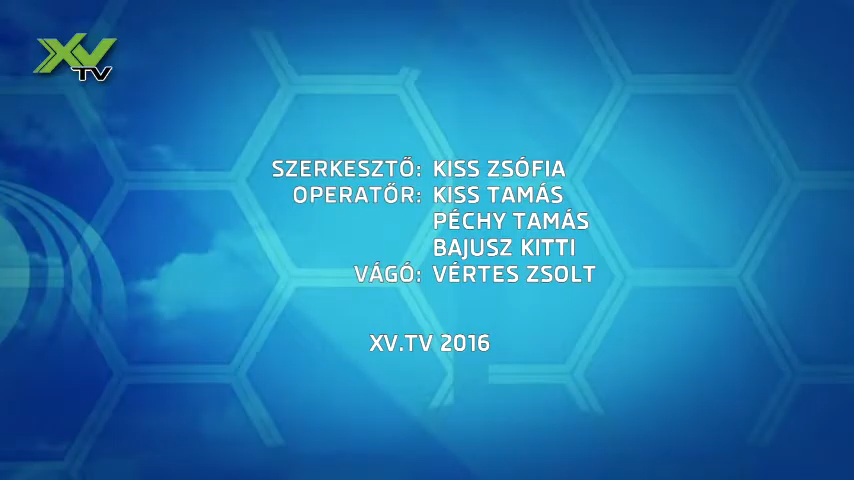 XV
TV
SZERKESZTŐ: KISS ZSÓFIA
OPERATŐR: KISS TAMÁS
PÉCHY TAMÁS
BAJUSZ KITTI
VÁGÓ: VÉRTES ZSOLT
XV.TV 2016